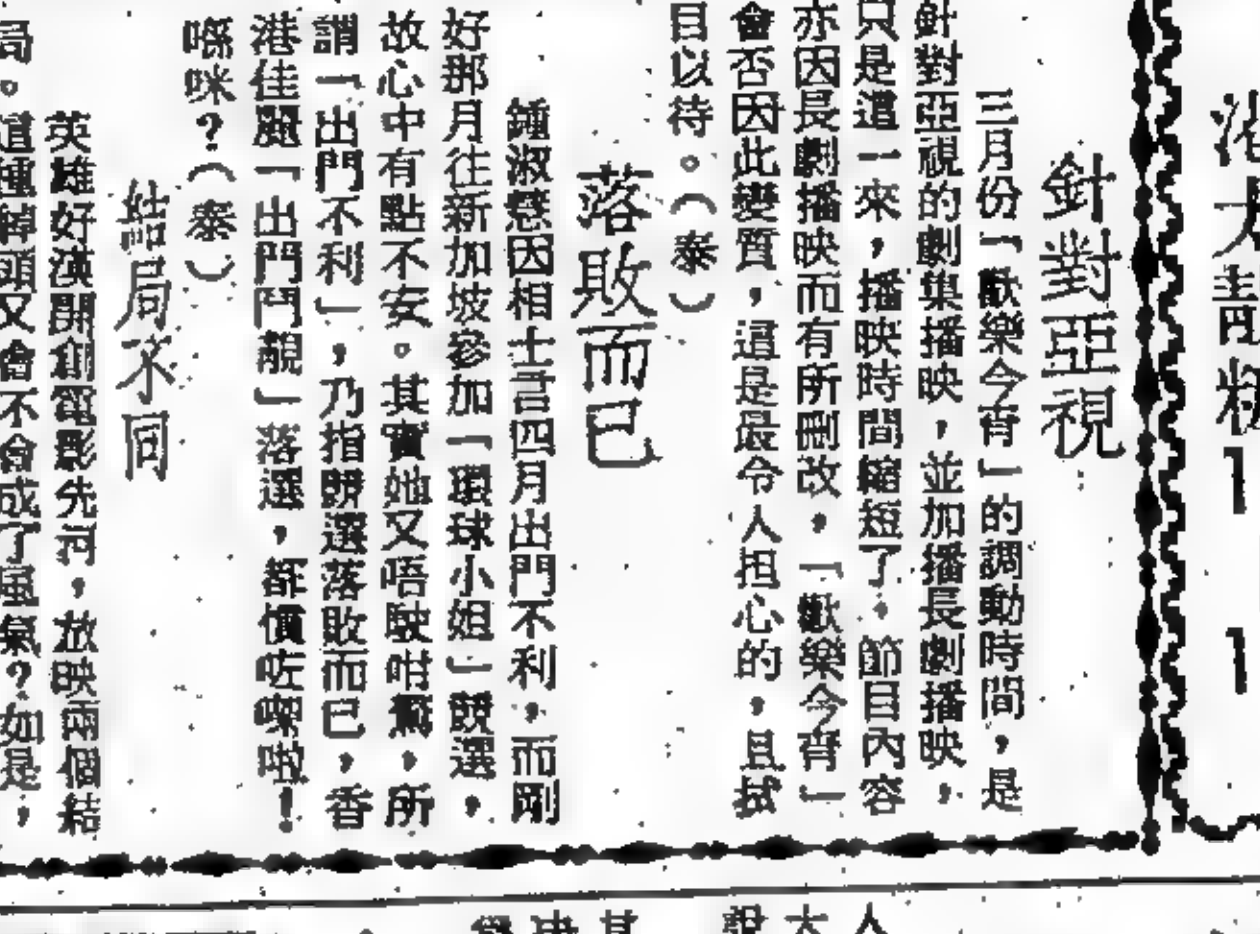 針對亞視
三月份「歡樂今宵」的調動時間，是
針對亞視的劇集播映，並加播長劇播映，
只是這一來，播映時間縮短了。節目內容
亦因長劇播映而有所刪改，「歡樂今宵」
會否因此變質，這是最令人担心的，且拭
目以待。（泰）
落敗而已
鍾淑慧因相士言四月出門不利，而剛
好那月往新加坡參加「環球小姐」競選，
故心中有點不安。其實她又唔駛咁驚，所
謂「出門不利」，乃指競選落敗而已，香
港佳麗「出門鬥靚」落選，都慣咗㗎啦！
喺咪？（泰）
結局不同
英雄好漢開創電影先河，放映兩個結
局。這種噱頭又會不會成了風氣？如是，